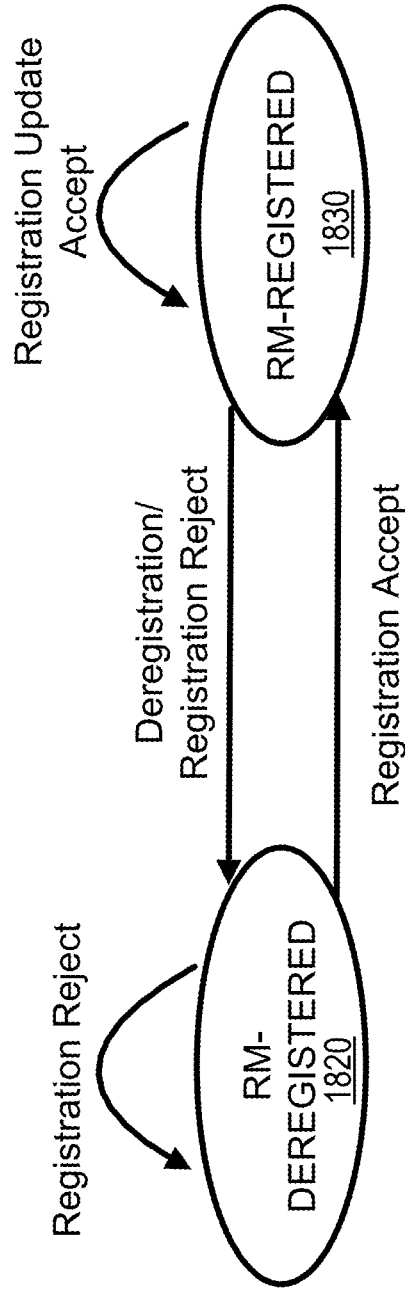 Registration Reject
RM-
DEREGISTERED
1820
Deregistration/
Registration Reject
Registration Accept
Registration Update
Accept
RM-REGISTERED
1830